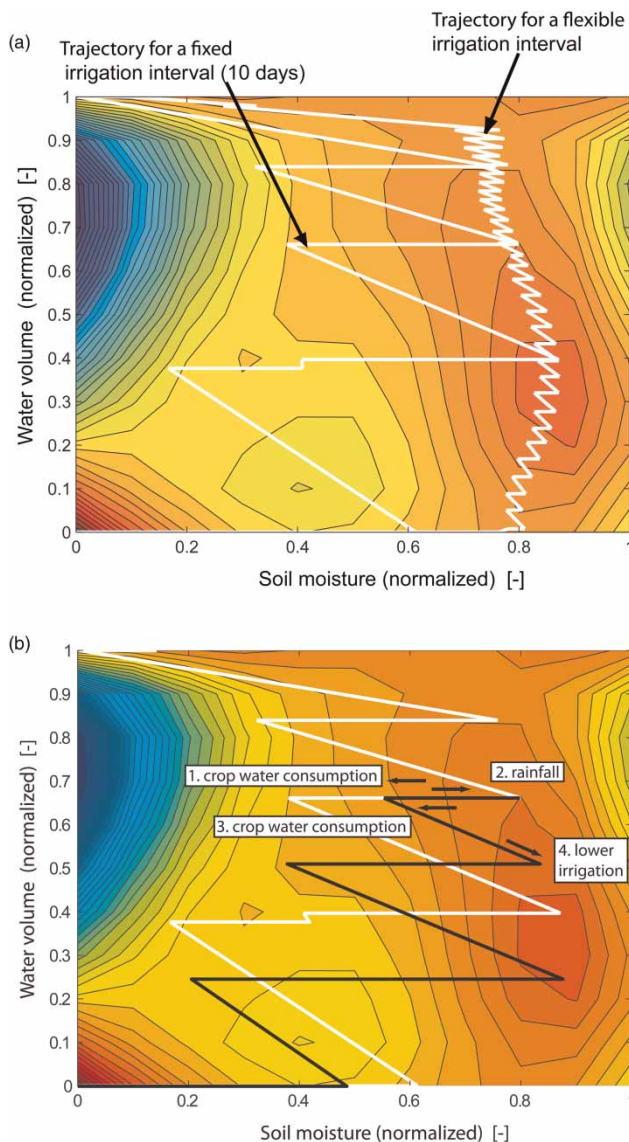 (a)
Trajectory for a fixed
irrigation interval (10 days)
Trajectory for a flexible
irrigation interval
1
0.9
0.8
0.7
0.6
0.5
0.4
0.3
0.2
0.1
0
Water volume (normalized) [-]
0 0.2 0.4 0.6 0.8 1
Soil moisture (normalized) [-]
(b)
1
0.9
0.8
0.7
0.6
0.5
0.4
0.3
0.2
0.1
0
Water volume (normalized) [-]
1. crop water consumption
2. rainfall
3. crop water consumption
4. lower
irrigation
0 0.2 0.4 0.6 0.8 1
Soil moisture (normalized) [-]